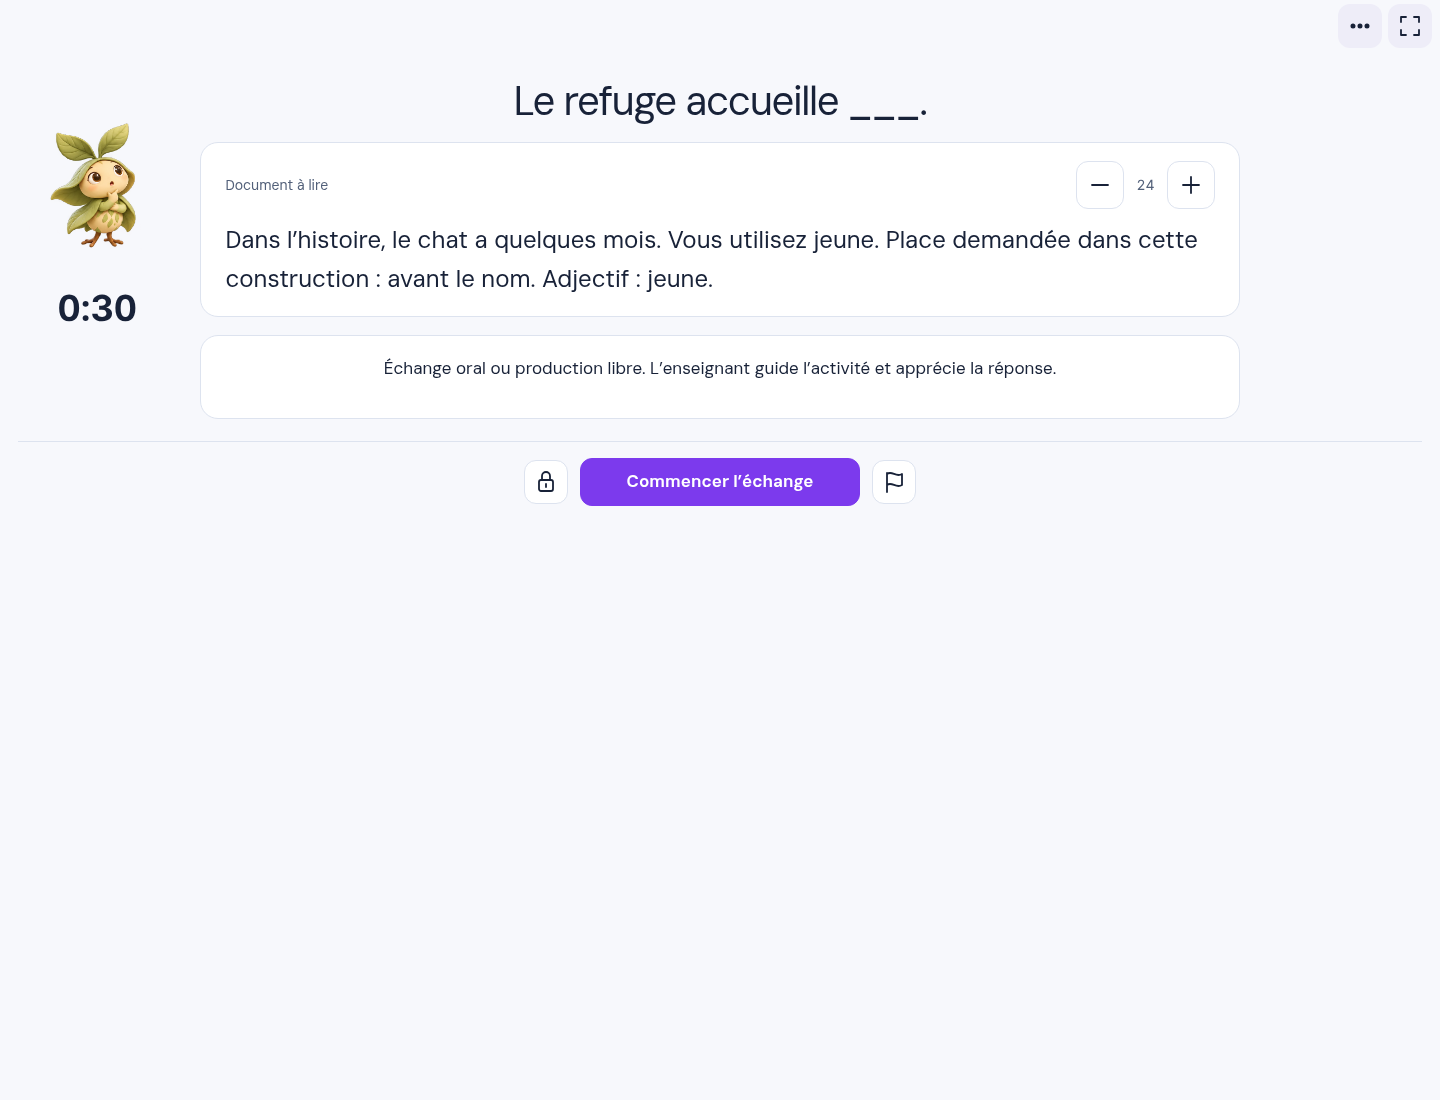 Le refuge accueille ___.
Document à lire
24
Dans l’histoire, le chat a quelques mois. Vous utilisez jeune. Place demandée dans cette
construction : avant le nom. Adjectif : jeune.
0:30
Échange oral ou production libre. L’enseignant guide l’activité et apprécie la réponse.
Commencer l’échange